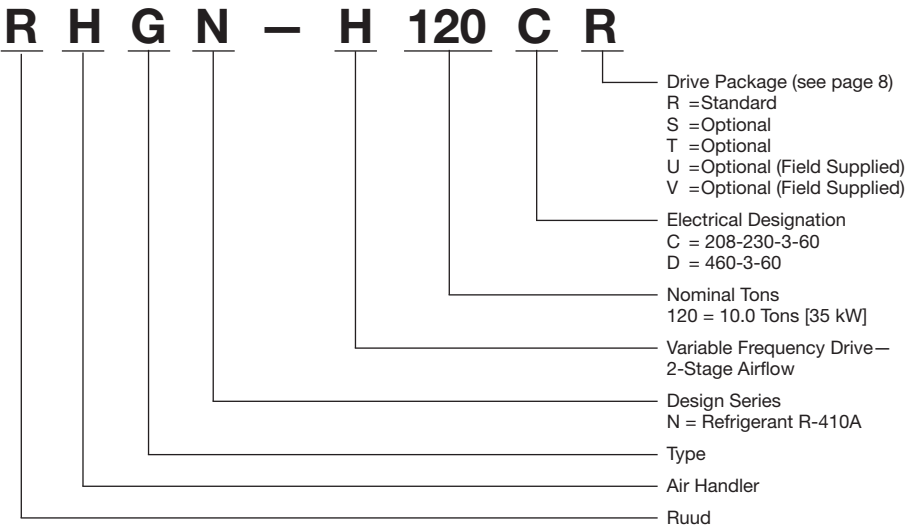 R H G N – H 120 C R
Drive Package (see page 8)
R =Standard
S =Optional
T =Optional
U =Optional (Field Supplied)
V =Optional (Field Supplied)
Electrical Designation
C = 208-230-3-60
D = 460-3-60
Nominal Tons
120 = 10.0 Tons [35 kW]
Variable Frequency Drive—
2-Stage Airflow
Design Series
N = Refrigerant R-410A
Type
Air Handler
Ruud